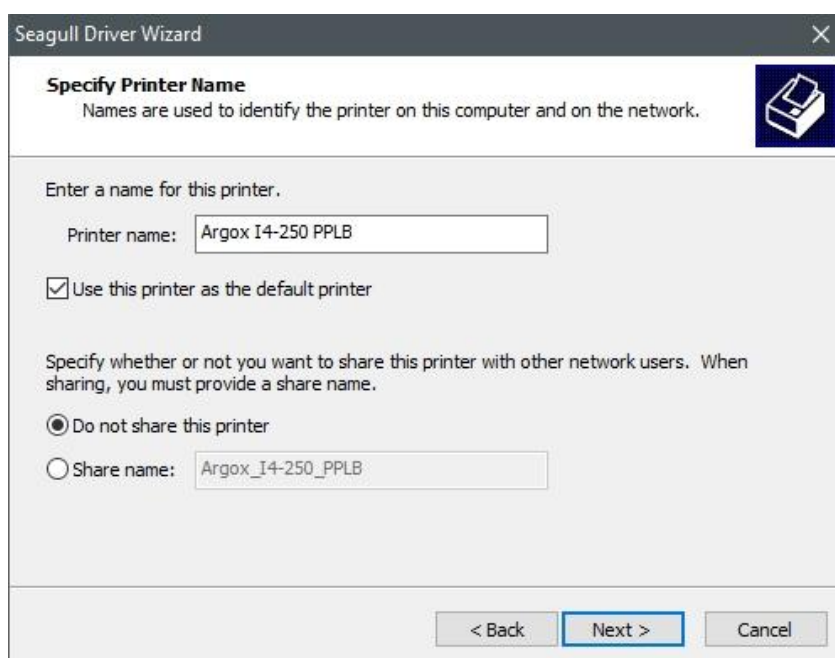 Seagull Driver Wizard
Specify Printer Name
Names are used to identify the printer on this computer and on the network.
Enter a name for this printer.
Printer name: Argox I4-250 PPLB
Use this printer as the default printer
Specify whether or not you want to share this printer with other network users.  When
sharing, you must provide a share name.
Do not share this printer
Share name: Argox_I4-250_PPLB
< Back Next > Cancel